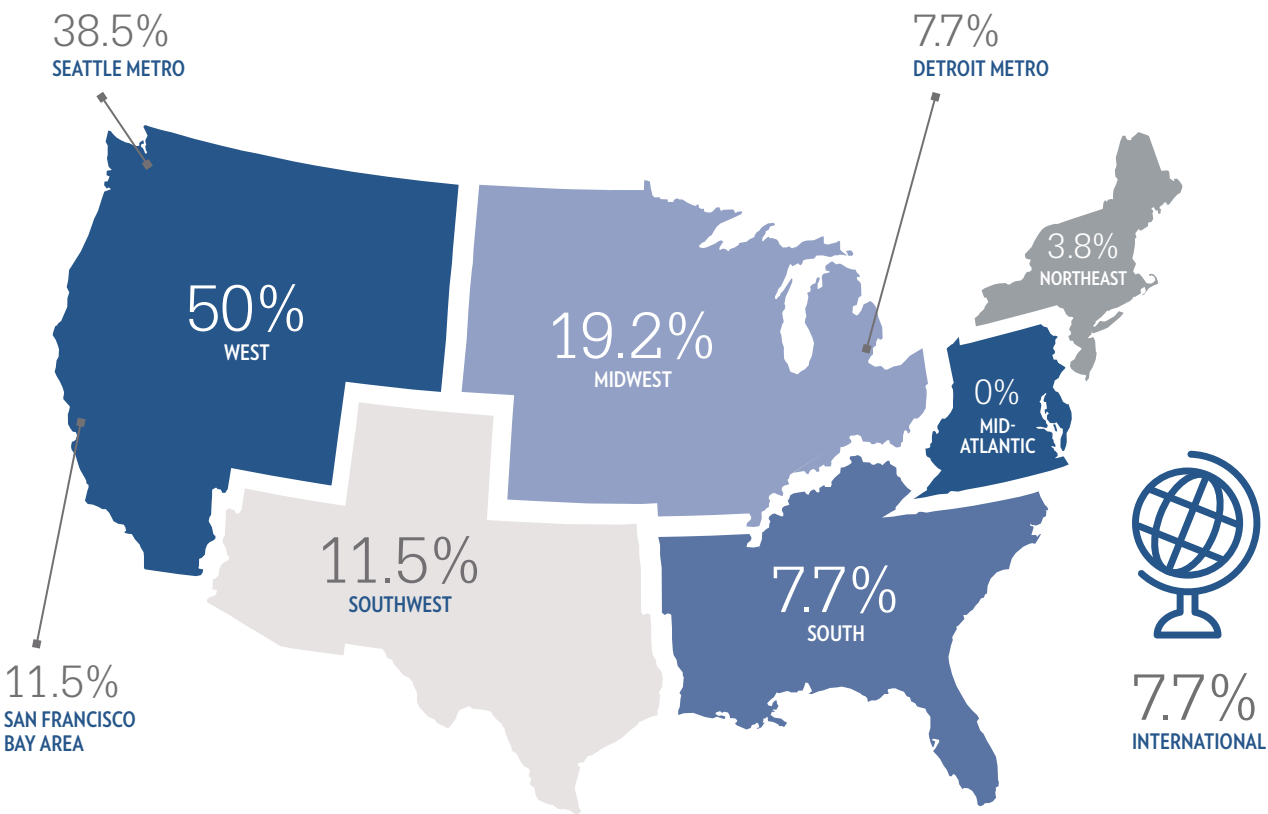 38.5%
SEATTLE METRO
7.7%
DETROIT METRO
3.8%
NORTHEAST
50%
WEST
19.2%
MIDWEST
0%
MID-
ATLANTIC
11.5%
SOUTHWEST
7.7%
SOUTH
11.5%
SAN FRANCISCO
BAY AREA
7.7%
INTERNATIONAL